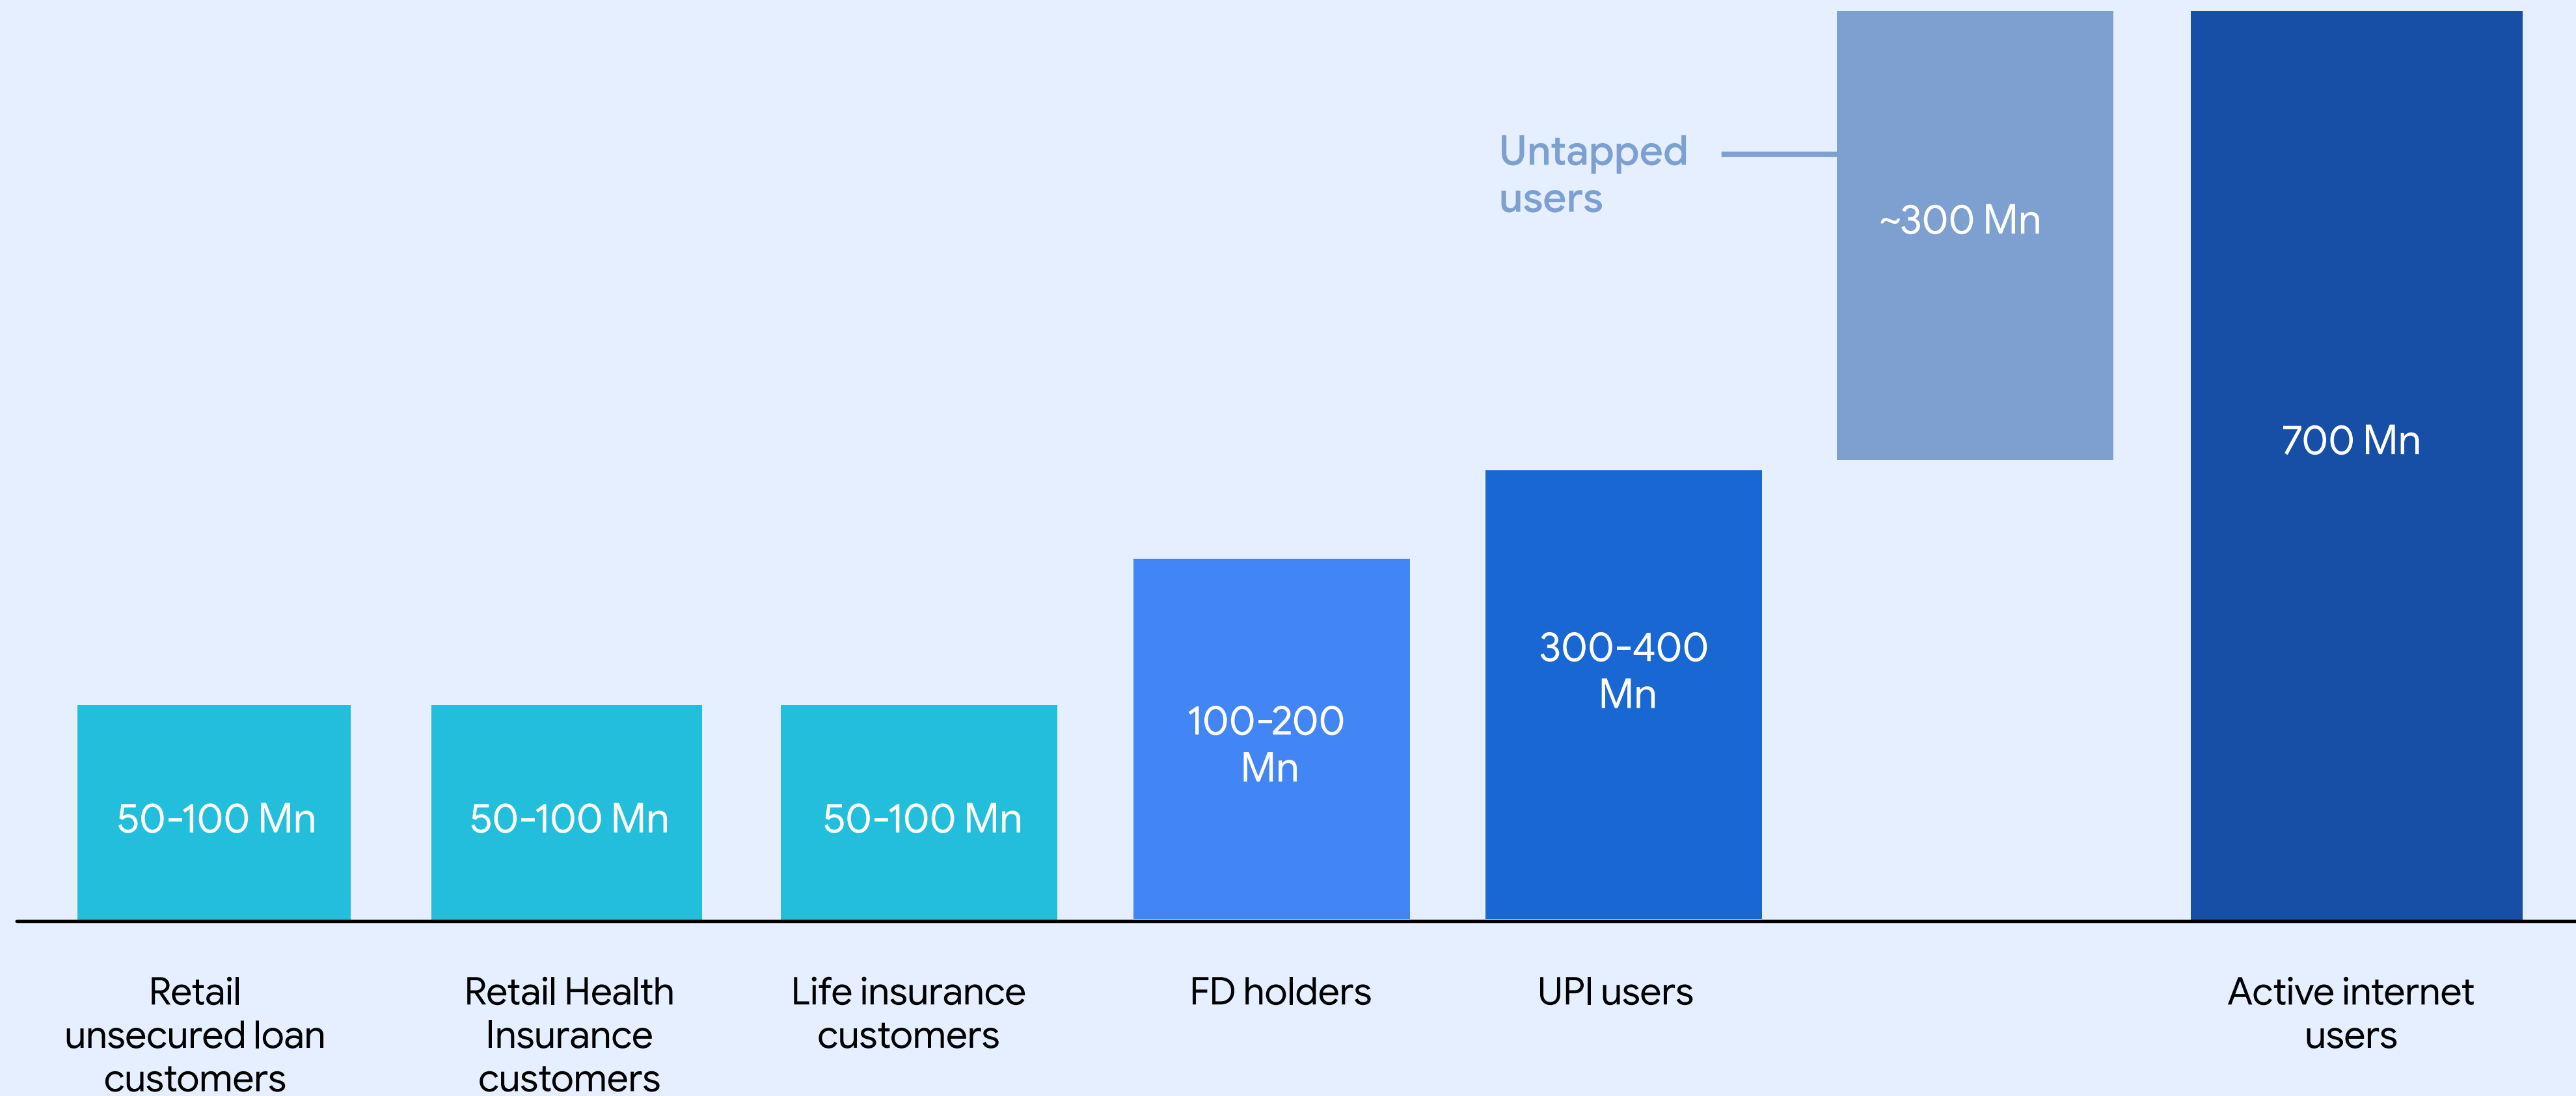 Untapped
users
~300 Mn
700 Mn
300-400
Mn
100-200
Mn
50-100 Mn
50-100 Mn
50-100 Mn
Retail
unsecured loan
customers
Retail Health
Insurance
customers
Life insurance
customers
FD holders
UPI users
Active internet
users